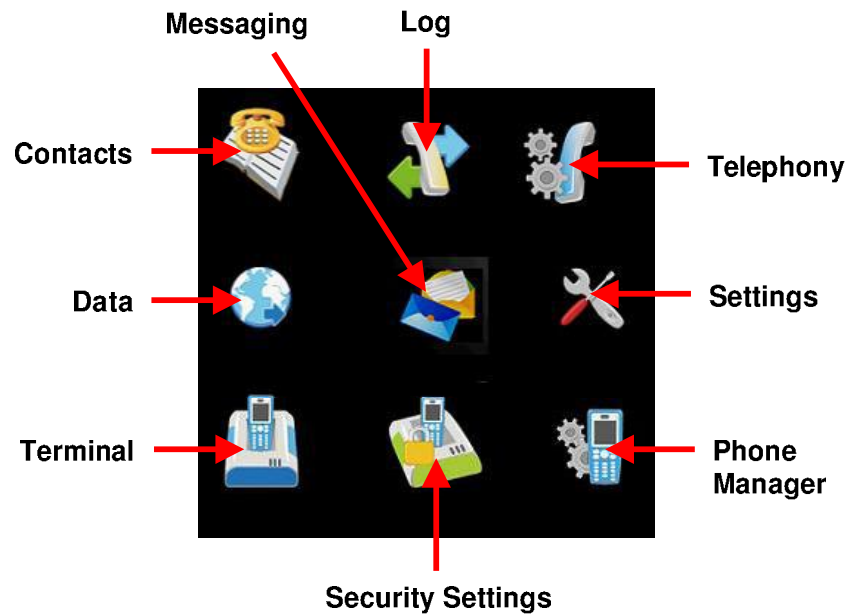 Messaging
Log
Contacts
Telephony
Data
Settings
Terminal
Phone
Manager
Security Settings